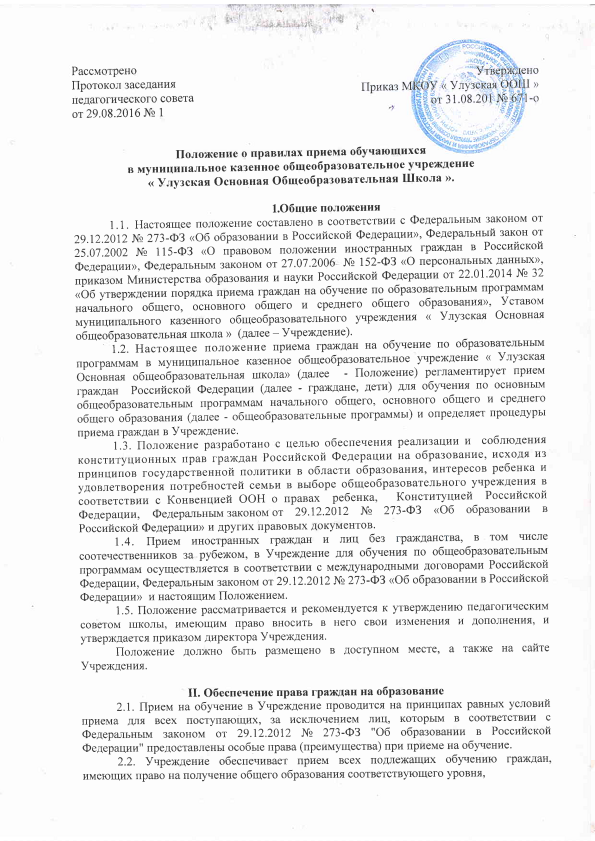 Рассмотрено
Протокол заседания
педагогического совета
от 29.08.2016 № 1
Утверждено
Приказ МКОУ « Улузская ООШ »
от 31.08.201 № 671-о
Положение о правилах приема обучающихся
в муниципальное казенное общеобразовательное учреждение
« Улузская Основная Общеобразовательная Школа ».
1.Общие положения
1.1. Настоящее положение составлено в соответствии с Федеральным законом от
29.12.2012 № 273-ФЗ «Об образовании в Российской Федерации», Федеральный закон от
25.07.2002 № 115-ФЗ «О правовом положении иностранных граждан в Российской
Федерации», Федеральным законом от 27.07.2006 № 152-ФЗ «О персональных данных»,
приказом Министерства образования и науки Российской Федерации от 22.01.2014 № 32
«Об утверждении порядка приема граждан на обучение по образовательным программам
начального общего, основного общего и среднего общего образования», Уставом
муниципального казенного общеобразовательного учреждения « Улузская Основная
общеобразовательная школа » (далее – Учреждение).
1.2. Настоящее положение приема граждан на обучение по образовательным
программам в муниципальное казенное общеобразовательное учреждение « Улузская
Основная общеобразовательная школа» (далее - Положение) регламентирует прием
граждан Российской Федерации (далее - граждане, дети) для обучения по основным
общеобразовательным программам начального общего, основного общего и среднего
общего образования (далее - общеобразовательные программы) и определяет процедуры
приема граждан в Учреждение.
1.3. Положение разработано с целью обеспечения реализации и соблюдения
конституционных прав граждан Российской Федерации на образование, исходя из
принципов государственной политики в области образования, интересов ребенка и
удовлетворения потребностей семьи в выборе общеобразовательного учреждения в
соответствии с Конвенцией ООН о правах ребенка, Конституцией Российской
Федерации, Федеральным законом от 29.12.2012 № 273-ФЗ «Об образовании в
Российской Федерации» и других правовых документов.
1.4. Прием иностранных граждан и лиц без гражданства, в том числе
соотечественников за рубежом, в Учреждение для обучения по общеобразовательным
программам осуществляется в соответствии с международными договорами Российской
Федерации, Федеральным законом от 29.12.2012 № 273-ФЗ «Об образовании в Российской
Федерации» и настоящим Положением.
1.5. Положение рассматривается и рекомендуется к утверждению педагогическим
советом школы, имеющим право вносить в него свои изменения и дополнения, и
утверждается приказом директора Учреждения.
Положение должно быть размещено в доступном месте, а также на сайте
Учреждения.
II. Обеспечение права граждан на образование
2.1. Прием на обучение в Учреждение проводится на принципах равных условий
приема для всех поступающих, за исключением лиц, которым в соответствии с
Федеральным законом от 29.12.2012 № 273-ФЗ "Об образовании в Российской
Федерации" предоставлены особые права (преимущества) при приеме на обучение.
2.2. Учреждение обеспечивает прием всех подлежащих обучению граждан,
имеющих право на получение общего образования соответствующего уровня,